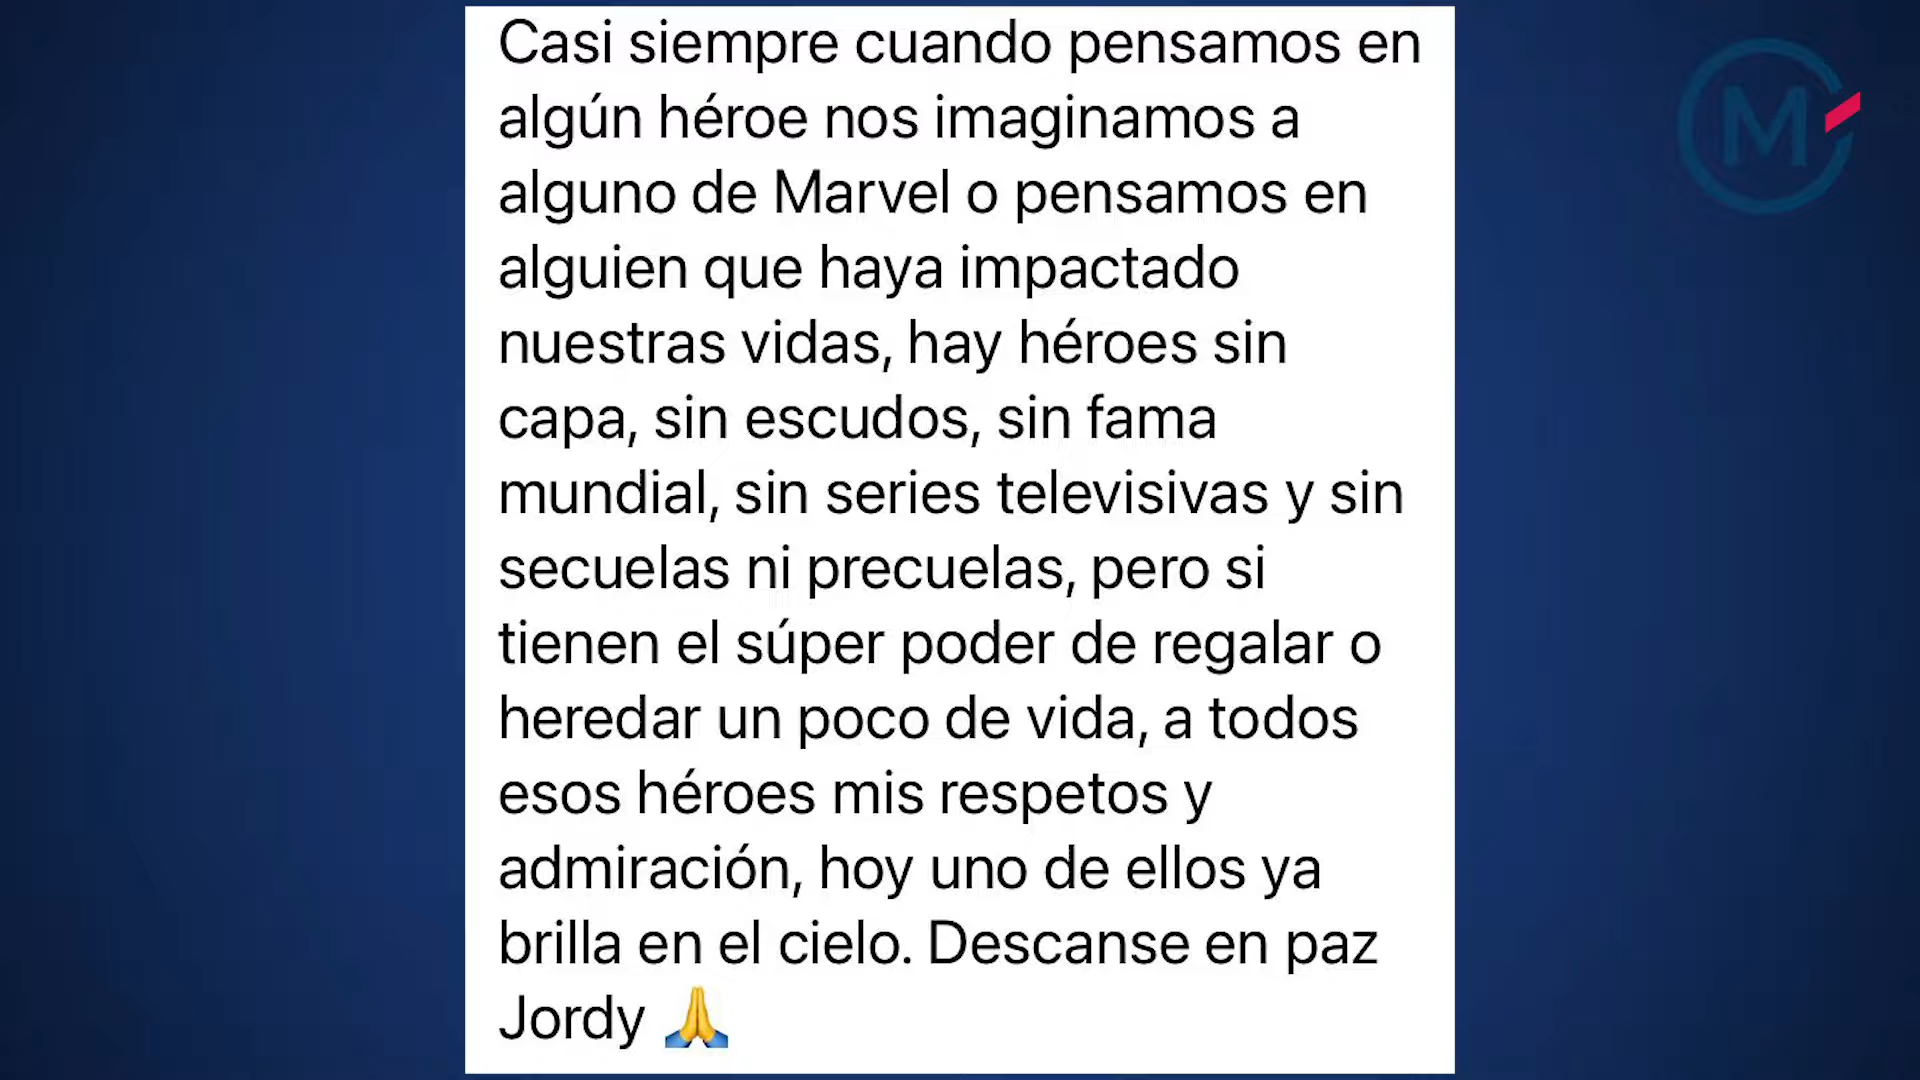 Casi siempre cuando pensamos en
algún héroe nos imaginamos a
alguno de Marvel o pensamos en
alguien que haya impactado
nuestras vidas, hay héroes sin
capa, sin escudos, sin fama
mundial, sin series televisivas y sin
secuelas ni precuelas, pero si
tienen el súper poder de regalar o
heredar un poco de vida, a todos
esos héroes mis respetos y
admiración, hoy uno de ellos ya
brilla en el cielo. Descanse en paz
Jordy 🙏
M